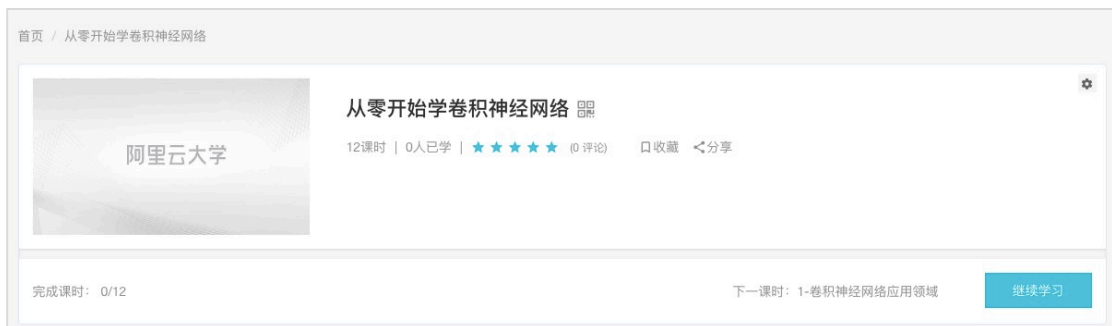 首页 / 从零开始学卷积神经网络
阿里云大学
从零开始学卷积神经网络
12课时 | 0人已学 | ★★★★★ (0 评论) 收藏 分享
完成课时： 0/12 下一课时：1-卷积神经网络应用领域 继续学习